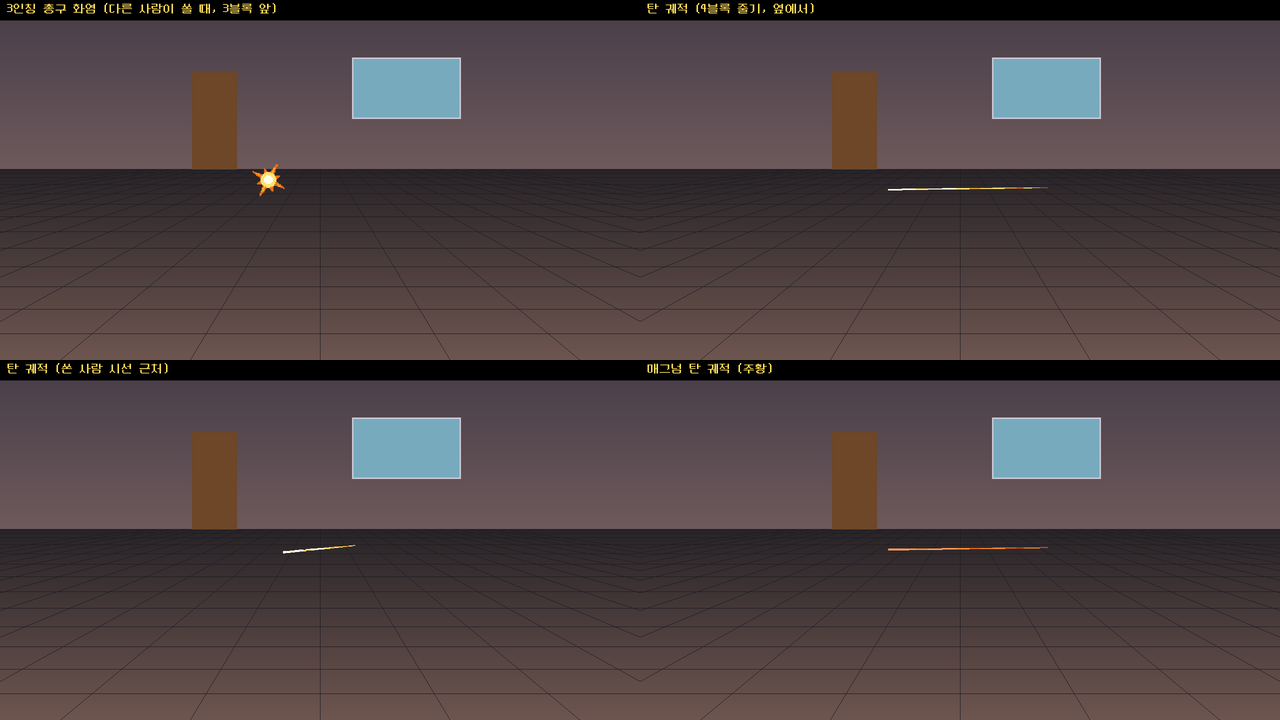 3인칭 총구 화염 (다른 사람이 쏠 때, 3블록 앞)
탄 궤적 (4블록 줄기, 옆에서)
탄 궤적 (쏜 사람 시선 근처)
매그넘 탄 궤적 (주황)